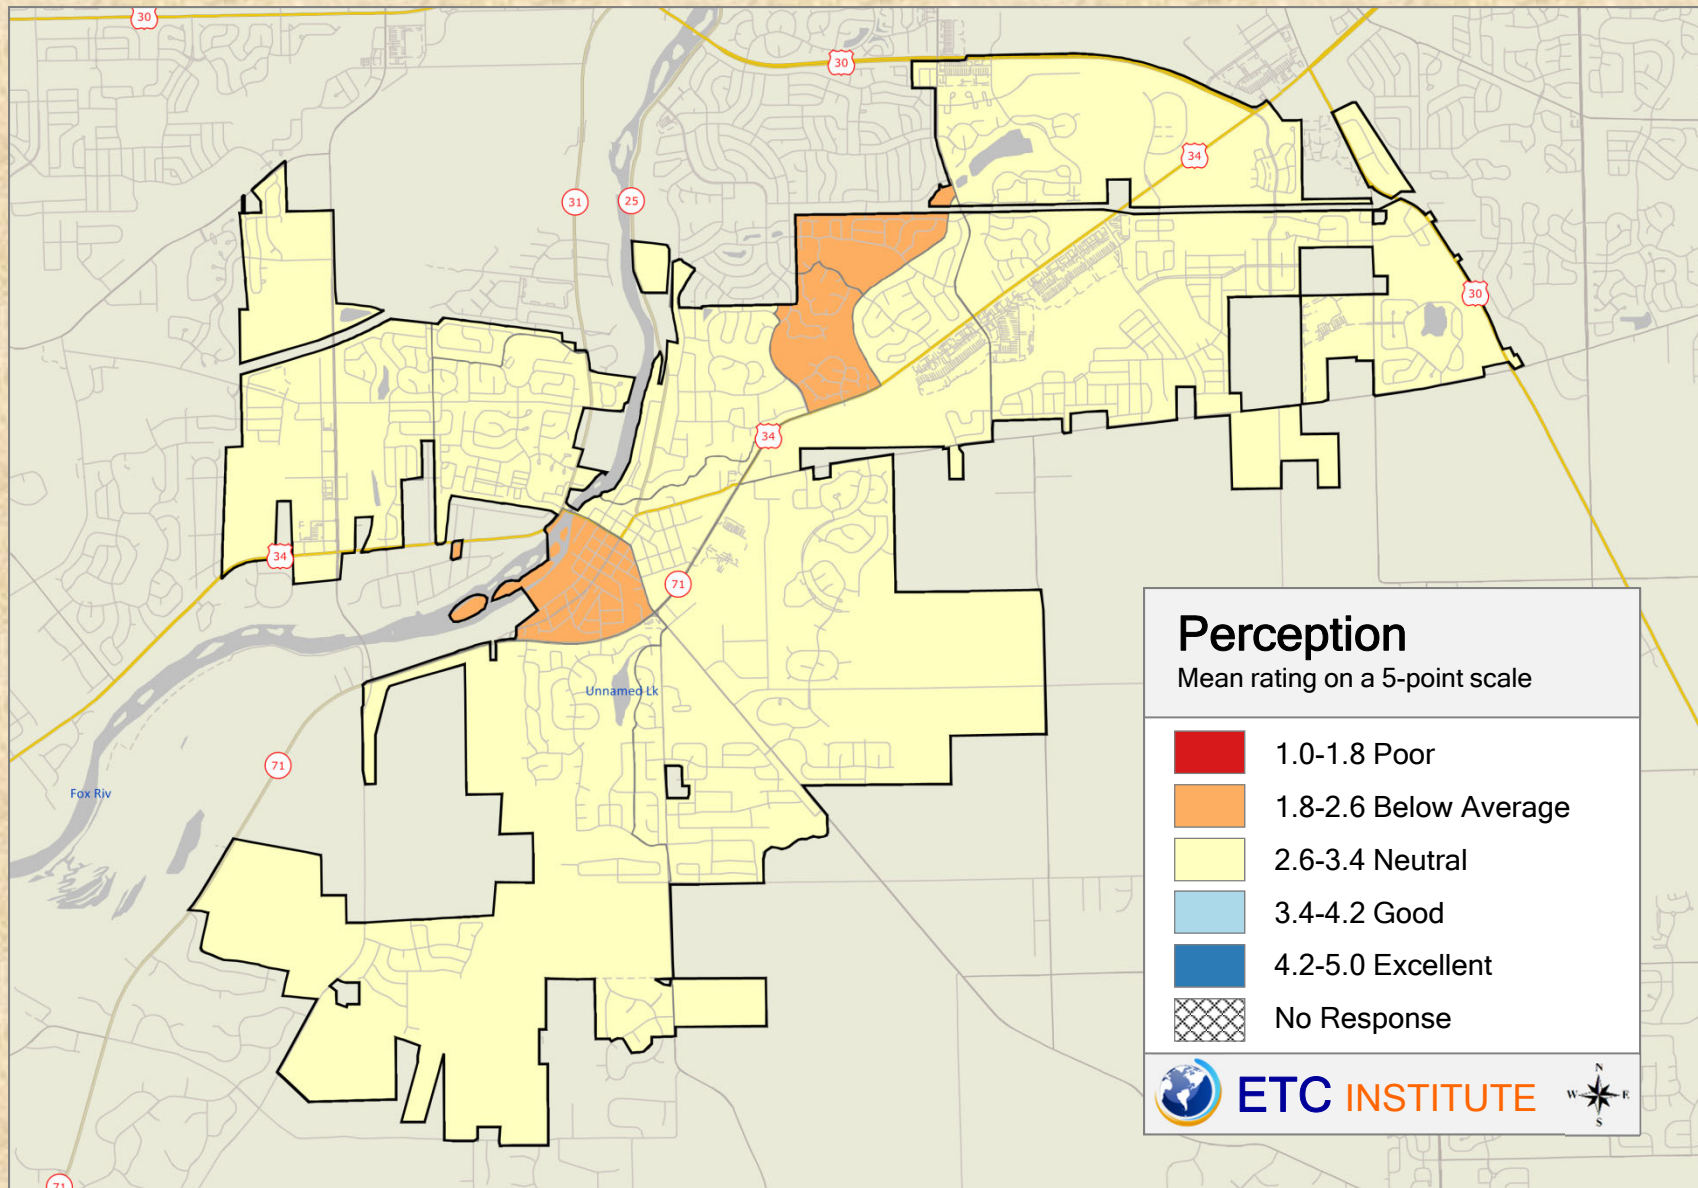 30
30
34
31
25
30
34
34
71
Unnamed Lk
71
Fox Riv
71
Perception
Mean rating on a 5-point scale
1.0-1.8 Poor
1.8-2.6 Below Average
2.6-3.4 Neutral
3.4-4.2 Good
4.2-5.0 Excellent
No Response
ETC INSTITUTE
N
W E
S